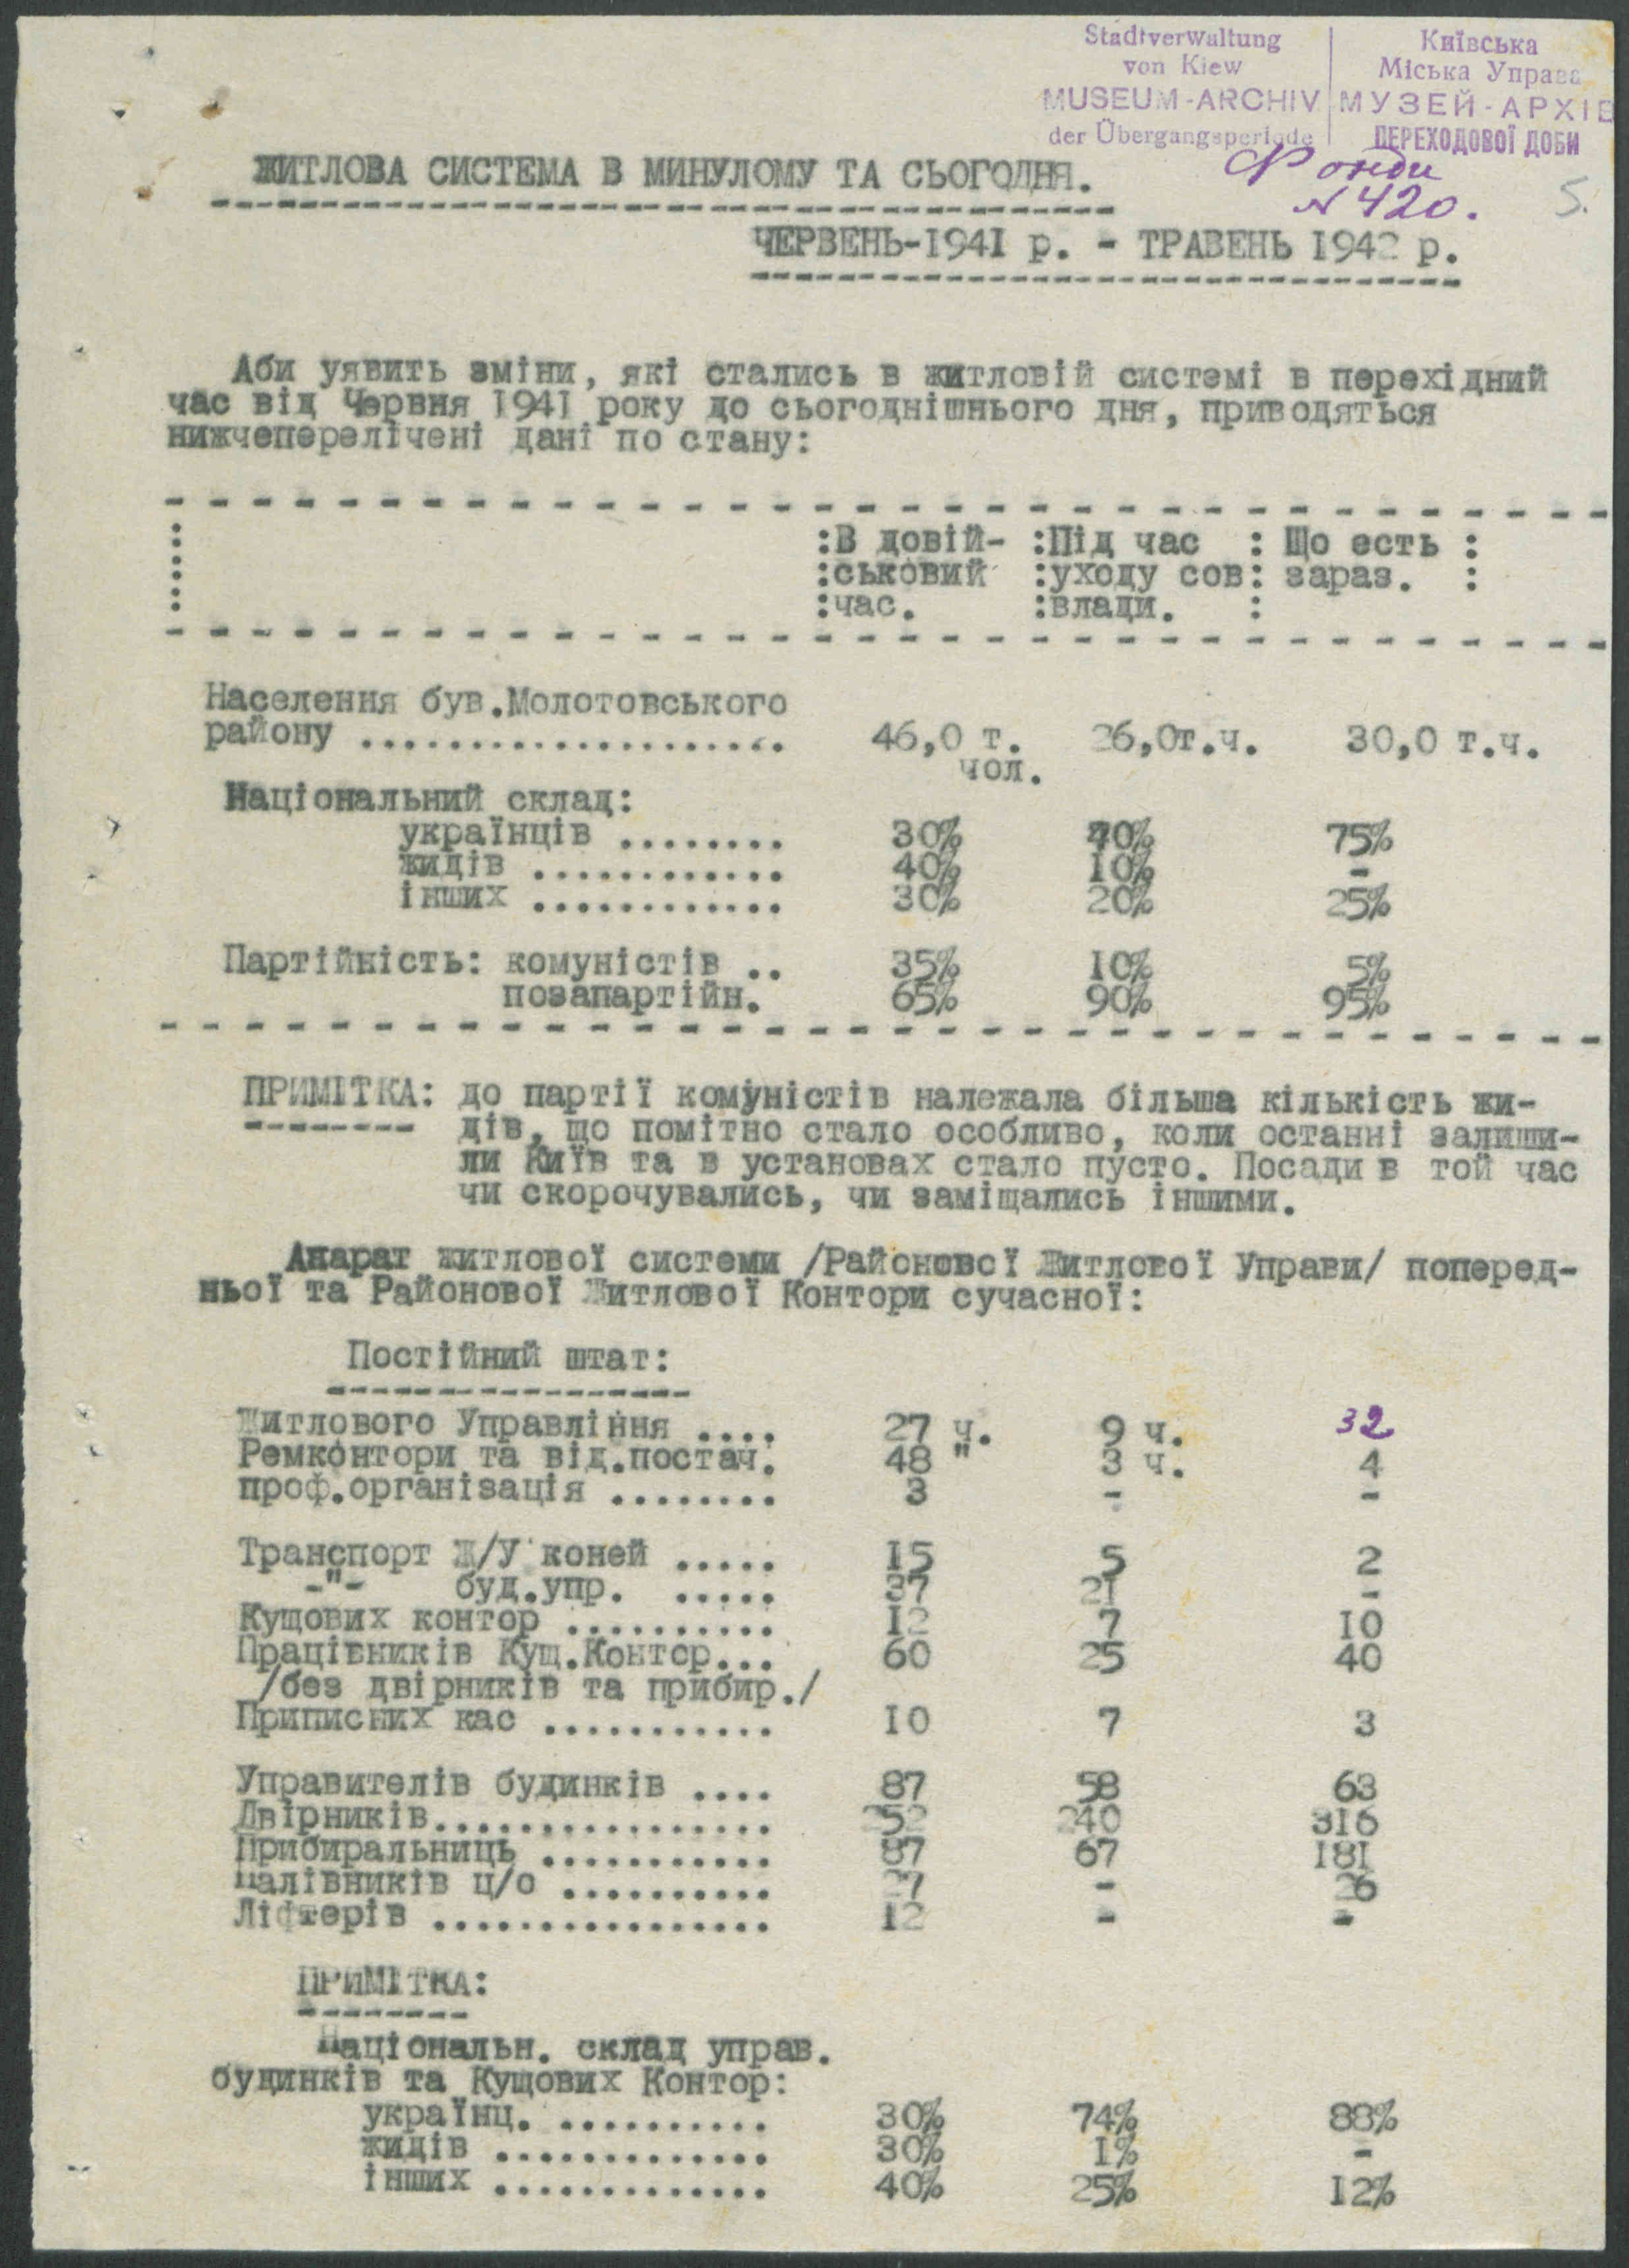 Stadtverwaltung
von Kiew
MUSEUM-ARCHIV
der Übergangsperiode
Київська
Міська Управа
МУЗЕЙ-АРХІВ
ПЕРЕХОДОВОЇ ДОБИ
Фонди
№ 420.
5.
ЖИТЛОВА СИСТЕМА В МИНУЛОМУ ТА СЬОГОДНЯ.
ЧЕРВЕНЬ-1941 р. - ТРАВЕНЬ 1942 р.
Аби уявить зміни, які стались в житловій системі в перехідний
час від Червня 1941 року до сьогоднішнього дня, приводяться
нижчеперелічені дані по стану:
:В довій- :Під час : Що есть :
:ськовий :уходу сов: зараз. :
:час. :влади. :
Населення був.Молотовського
району .................... 46,0 т. 26,0т.ч. 30,0 т.ч.
чол.
Національний склад:
українців ........ 30% 70% 75%
жидів ............ 40% 10% -
інших ............ 30% 20% 25%
Партійність: комуністів .. 35% 10% 5%
позапартійн. 65% 90% 95%
ПРИМІТКА: до партії комуністів належала більша кількість жи-
дів, що помітно стало особливо, коли останні залиши-
ли Київ та в установах стало пусто. Посади в той час
чи скорочувались, чи заміщались іншими.
Апарат житлової системи /Районової Житлової Управи/ поперед-
ньої та Районової Житлової Контори сучасної:
Постійний штат:
Житлового Управління .... 27 ч. 9 ч. 32
Ремконтори та від.постач. 48 " 3 ч. 4
проф.організація ........ 3 - -
Транспорт Ж/У коней ..... 15 5 2
-"- буд.упр. ..... 37 21 -
Кущових контор .......... 12 7 10
Працівників Кущ.Контор... 60 25 40
/без двірників та прибир./
Приписних кас ........... 10 7 3
Управителів будинків .... 87 58 63
Двірників................. 252 240 316
Прибиральниць ........... 87 67 181
Палівників ц/о .......... 27 - 26
Ліфтерів ................. 12 - -
ПРИМІТКА:
Національн. склад управ.
будинків та Кущових Контор:
українц. .......... 30% 74% 88%
жидів ............. 30% 1% -
інших ............. 40% 25% 12%